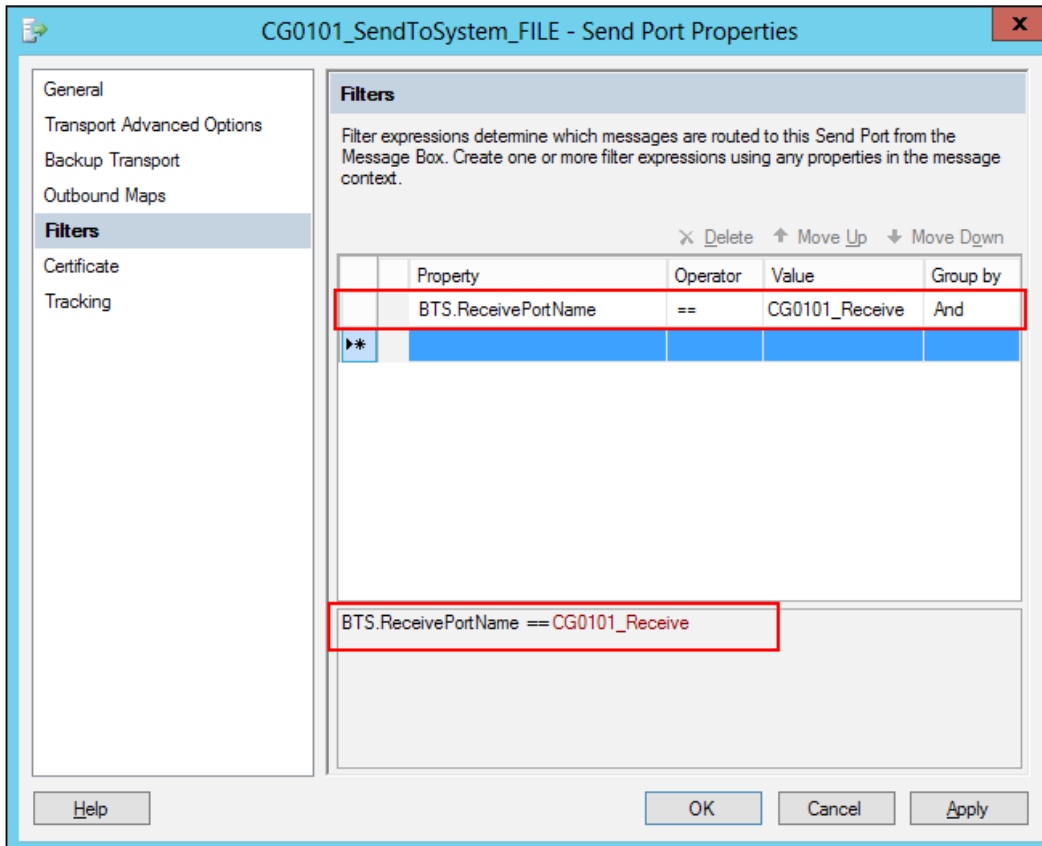 CG0101_SendToSystem_FILE - Send Port Properties
x
General
Transport Advanced Options
Backup Transport
Outbound Maps
Filters
Certificate
Tracking
Filters
Filter expressions determine which messages are routed to this Send Port from the
Message Box. Create one or more filter expressions using any properties in the message
context.
Delete Move Up Move Down
Property Operator Value Group by
BTS.ReceivePortName == CG0101_Receive And
BTS.ReceivePortName == CG0101_Receive
Help OK Cancel Apply